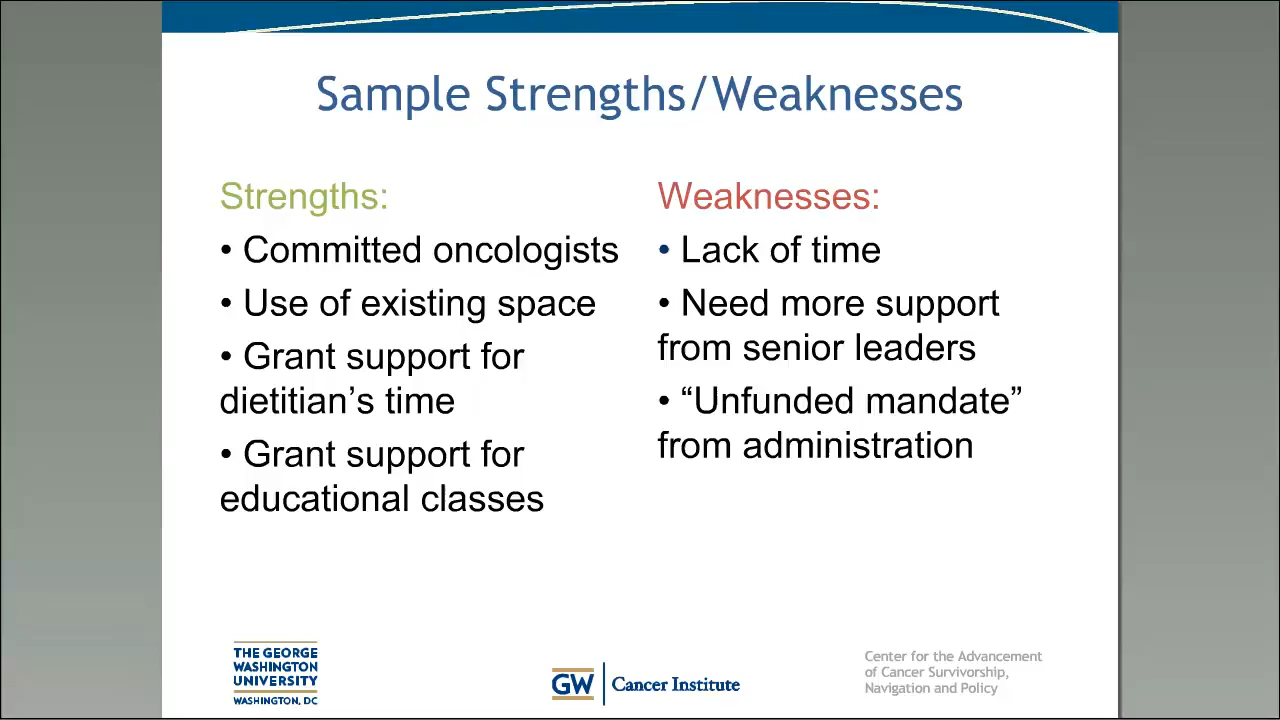 Sample Strengths/Weaknesses
Strengths:
• Committed oncologists
• Use of existing space
• Grant support for
dietitian’s time
• Grant support for
educational classes
Weaknesses:
• Lack of time
• Need more support
from senior leaders
• “Unfunded mandate”
from administration
THE GEORGE
WASHINGTON
UNIVERSITY
WASHINGTON, DC
GW Cancer Institute
Center for the Advancement
of Cancer Survivorship,
Navigation and Policy